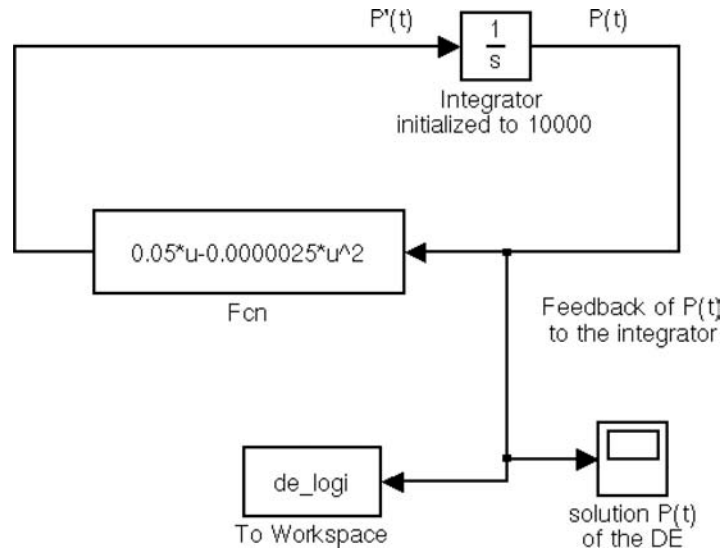 P'(t)
P(t)
1
s
Integrator
initialized to 10000
0.05*u-0.0000025*u^2
Fcn
Feedback of P(t)
to the integrator
de_logi
To Workspace
solution P(t)
of the DE